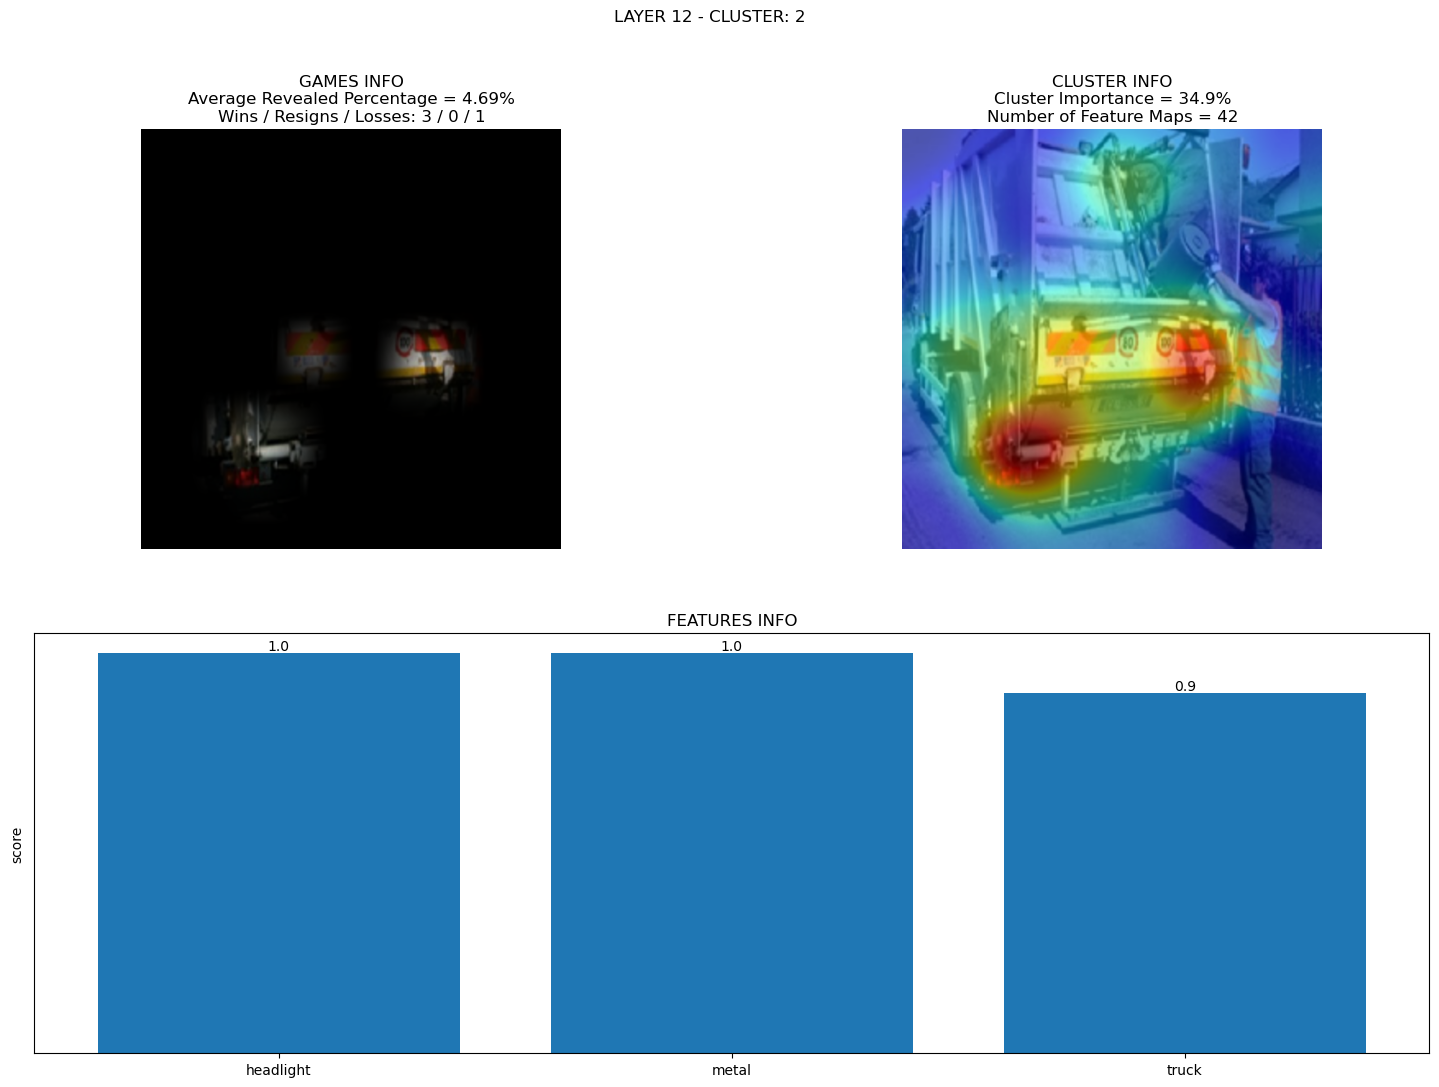 LAYER 12 - CLUSTER: 2
GAMES INFO
Average Revealed Percentage = 4.69%
Wins / Resigns / Losses: 3 / 0 / 1
CLUSTER INFO
Cluster Importance = 34.9%
Number of Feature Maps = 42
FEATURES INFO
score
1.0
1.0
0.9
headlight
metal
truck